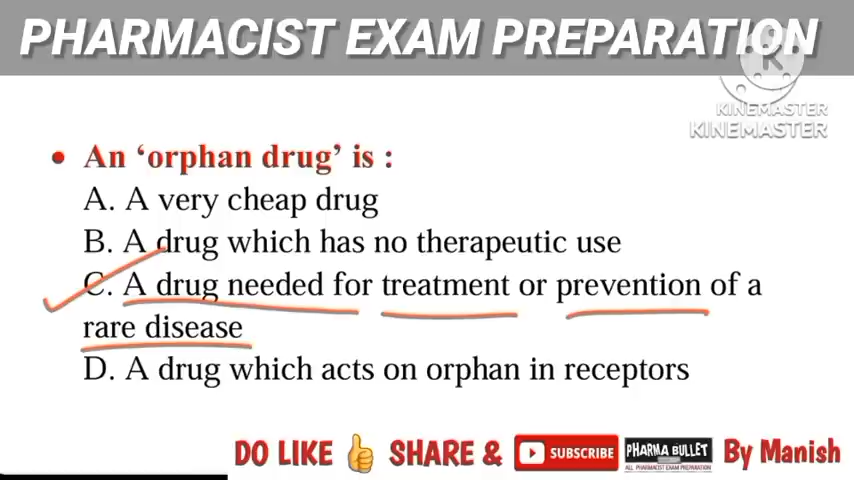 PHARMACIST EXAM PREPARATION
KINEMASTER
KINEMASTER
• An ‘orphan drug’ is :
A. A very cheap drug
B. A drug which has no therapeutic use
C. A drug needed for treatment or prevention of a
rare disease
D. A drug which acts on orphan in receptors
DO LIKE SHARE & SUBSCRIBE PHARMA BULLET By Manish
ALL PHARMACIST EXAM PREPARATION